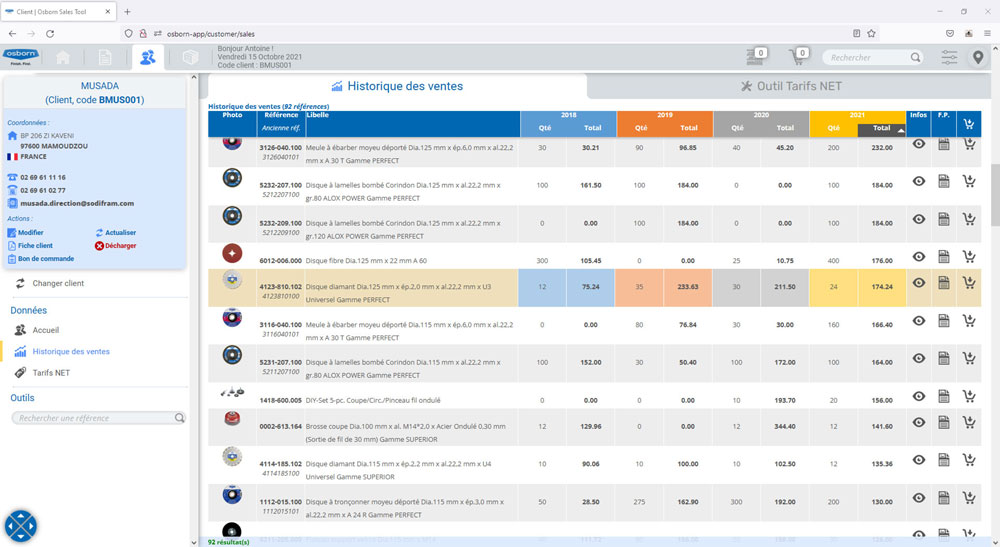 Client | Osborn Sales Tool
osborn-app/customer/sales
osborn
Finish First
Bonjour Antoine !
Vendredi 15 Octobre 2021
Code client : BMUS001
0
0
Rechercher
MUSADA
(Client, code BMUS001)
Coordonnées :
BP 206 ZI KAVENI
97600 MAMOUDZOU
FRANCE
02 69 61 11 16
02 69 61 02 77
musada.direction@sodifram.com
Actions :
Modifier Actualiser
Fiche client Décharger
Bon de commande
Changer client
Données
Accueil
Historique des ventes
Tarifs NET
Outils
Rechercher une référence
Historique des ventes Outil Tarifs NET
Historique des ventes (92 références)
Photo Référence Libelle 2018 2019 2020 2021 Infos F.P.
Ancienne réf. Qté Total Qté Total Qté Total Qté Total
3126-040.100 Meule à ébarber moyeu déporté Dia.125 mm x ép.6,0 mm x al.22,2 30 30.21 90 96.85 40 45.20 200 232.00
3126040101 mm x A 30 T Gamme PERFECT
5232-207.100 Disque à lamelles bombé Corindon Dia.125 mm x al.22,2 mm x 100 161.50 100 184.00 0 0.00 100 184.00
5212207100 gr.80 ALOX POWER Gamme PERFECT
5232-209.100 Disque à lamelles bombé Corindon Dia.125 mm x al.22,2 mm x 0 0.00 100 184.00 0 0.00 100 184.00
5212209100 gr.120 ALOX POWER Gamme PERFECT
6012-006.000 Disque fibre Dia.125 mm x 22 mm A 60 300 105.45 0 0.00 25 10.75 400 176.00
4123-810.102 Disque diamant Dia.125 mm x ép.2,0 mm x al.22,2 mm x U3 12 75.24 35 233.63 30 211.50 24 174.24
4123810100 Universel Gamme PERFECT
3116-040.100 Meule à ébarber moyeu déporté Dia.115 mm x ép.6,0 mm x al.22,2 0 0.00 80 76.84 30 30.00 160 166.40
3116040101 mm x A 30 T Gamme PERFECT
5231-207.100 Disque à lamelles bombé Corindon Dia.115 mm x al.22,2 mm x 100 152.00 30 50.40 100 172.00 100 164.00
5211207100 gr.80 ALOX POWER Gamme PERFECT
1418-600.005 DIY-Set 5-pc. Coupe/Circ./Pinceau fil ondulé 0 0.00 0 0.00 10 193.70 20 156.00
0002-613.164 Brosse coupe Dia.100 mm x al. M14*2.0 x Acier Ondulé 0,30 mm 12 129.96 0 0.00 12 344.40 12 141.60
(Sortie de fil de 30 mm) Gamme SUPERIOR
4114-185.102 Disque diamant Dia.115 mm x ép.2,2 mm x al.22,2 mm x U4 10 90.06 10 100.00 10 102.50 12 135.36
4114185100 Universel Gamme SUPERIOR
1112-015.100 Disque à tronçonner moyeu déporté Dia.115 mm x ép.3,0 mm x 50 28.50 275 162.90 300 192.00 200 130.00
1112015101 al.22,2 mm x A 24 R Gamme PERFECT
92 résultat(s)